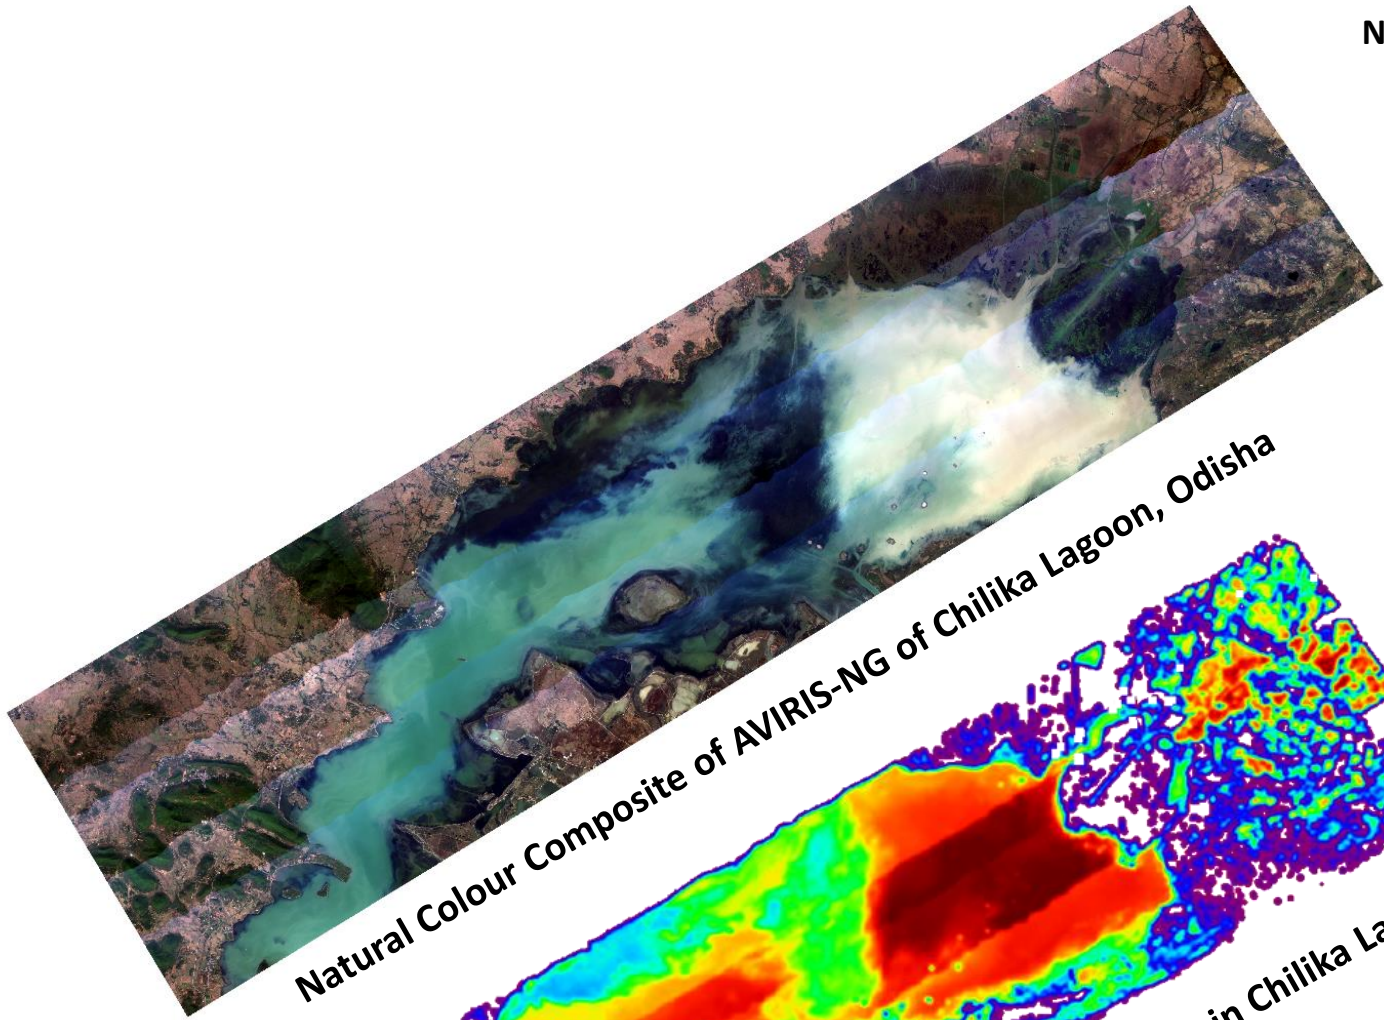 N
Natural Colour Composite of AVIRIS-NG of Chilika Lagoon, Odisha
in Chilika La